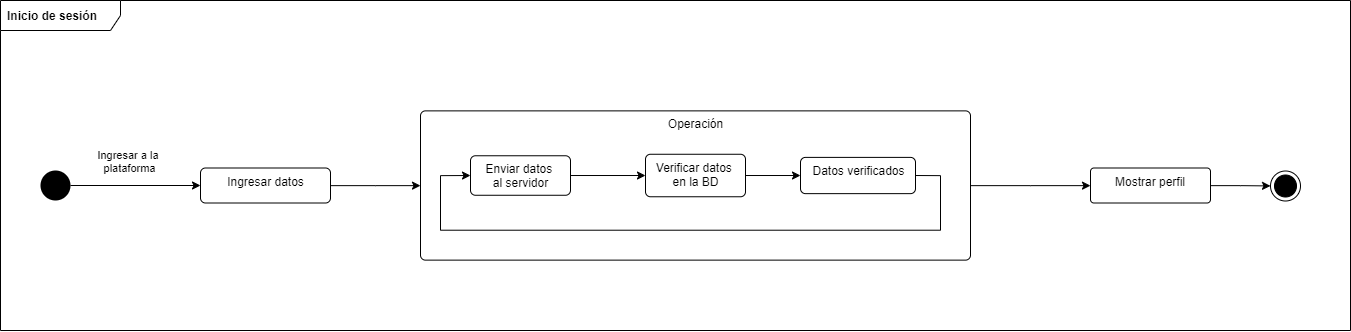 Inicio de sesión
Operación
Ingresar a la
plataforma
Ingresar datos
Enviar datos
al servidor
Verificar datos
en la BD
Datos verificados
Mostrar perfil